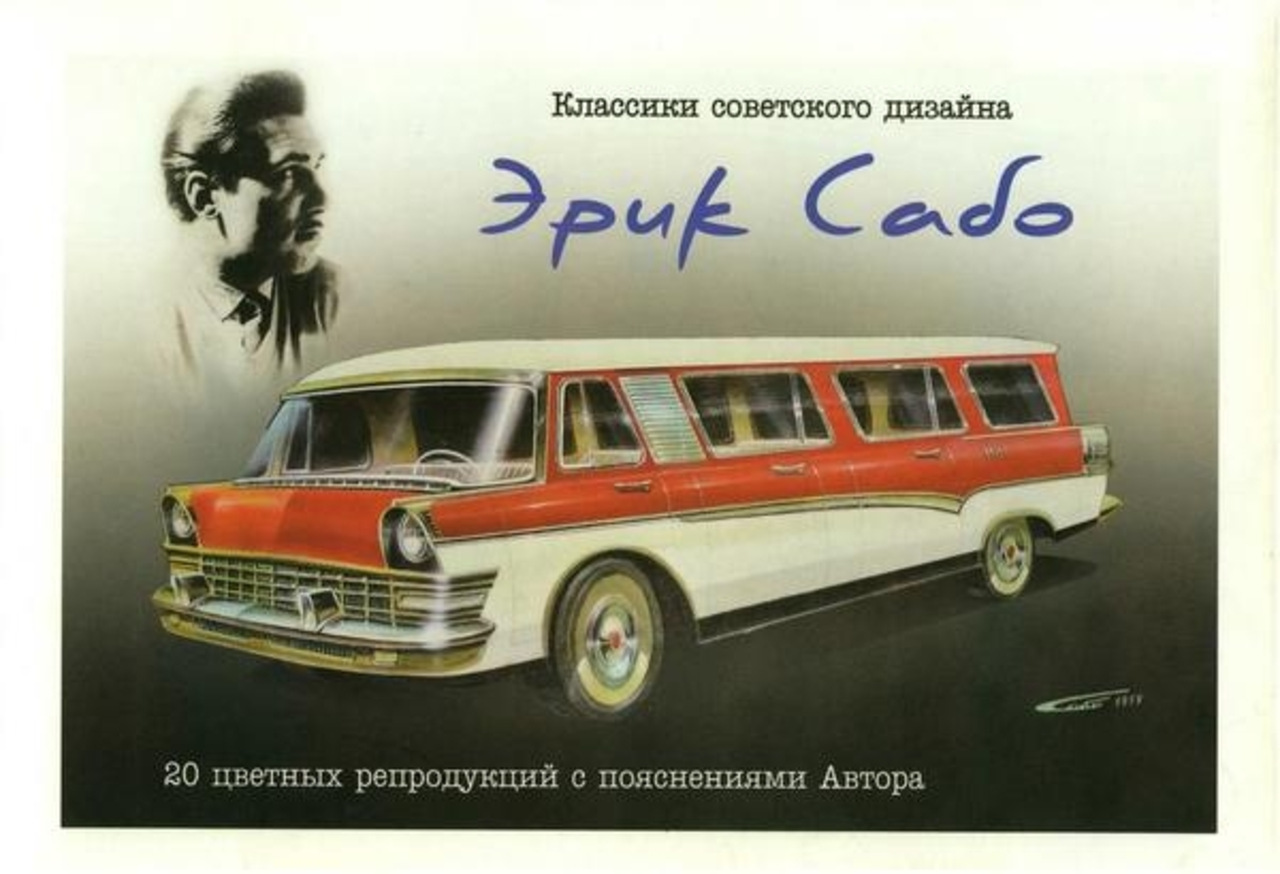 Классики советского дизайна
Эрик Сабо
20 цветных репродукций с пояснениями Автора